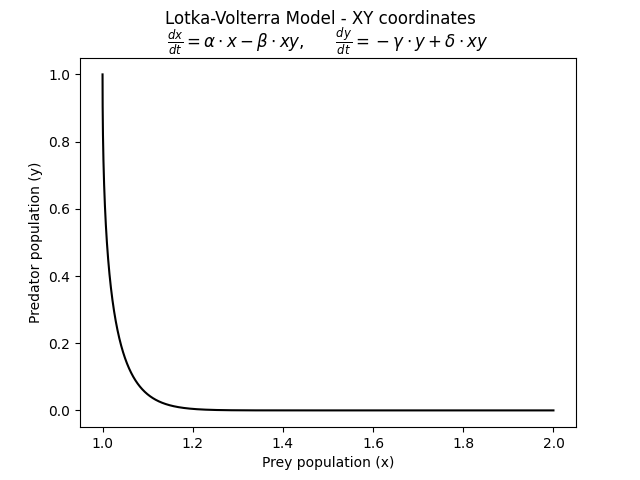 Lotka-Volterra Model - XY coordinates
dx/dt = α · x − β · xy,   dy/dt = −γ · y + δ · xy
1.0
0.8
0.6
0.4
0.2
0.0
Predator population (y)
1.0 1.2 1.4 1.6 1.8 2.0
Prey population (x)